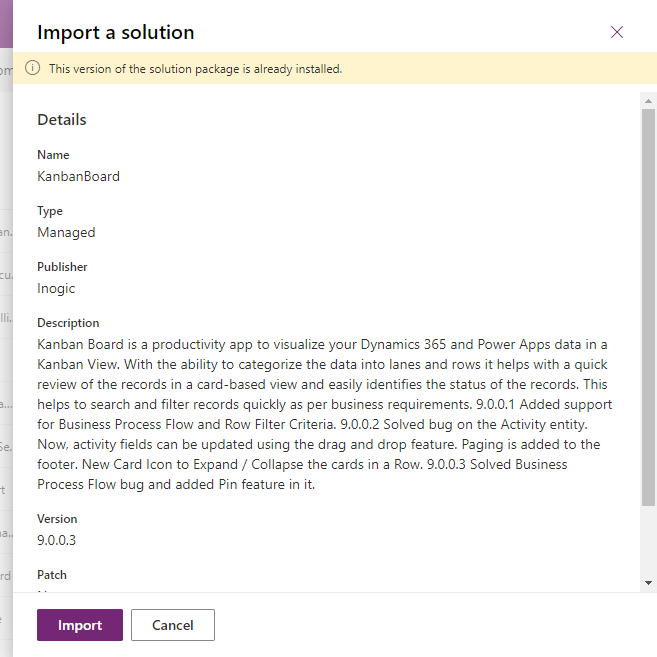 Import a solution
This version of the solution package is already installed.
Details
Name
KanbanBoard
Type
Managed
Publisher
Inogic
Description
Kanban Board is a productivity app to visualize your Dynamics 365 and Power Apps data in a
Kanban View. With the ability to categorize the data into lanes and rows it helps with a quick
review of the records in a card-based view and easily identifies the status of the records. This
helps to search and filter records quickly as per business requirements. 9.0.0.1 Added support
for Business Process Flow and Row Filter Criteria. 9.0.0.2 Solved bug on the Activity entity.
Now, activity fields can be updated using the drag and drop feature. Paging is added to the
footer. New Card Icon to Expand / Collapse the cards in a Row. 9.0.0.3 Solved Business
Process Flow bug and added Pin feature in it.
Version
9.0.0.3
Patch
Import
Cancel